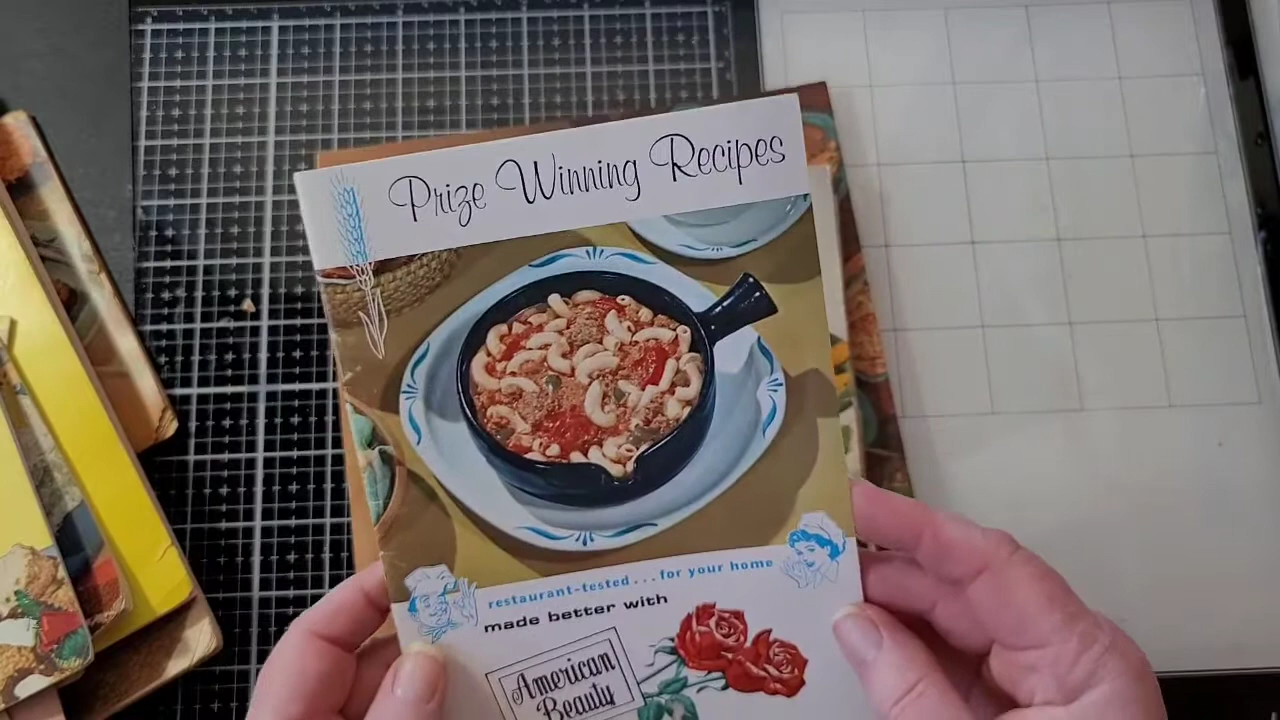 Prize Winning Recipes
restaurant-tested...for your home
made better with
American
Beauty